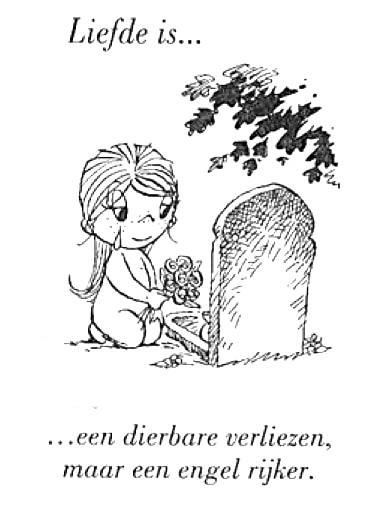 Liefde is...
...een dierbare verliezen,
maar een engel rijker.